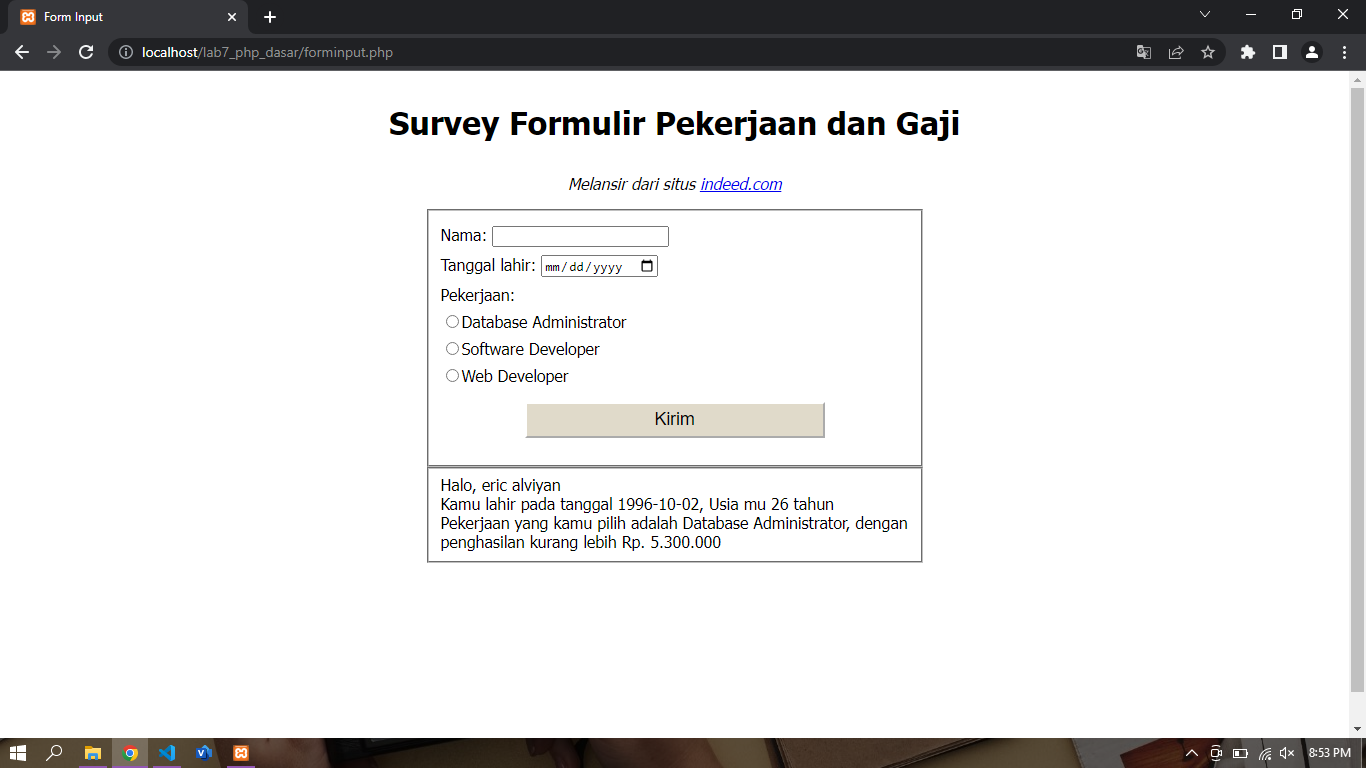 Form Input
localhost/lab7_php_dasar/forminput.php
Survey Formulir Pekerjaan dan Gaji
Melansir dari situs indeed.com
Nama:
Tanggal lahir: mm/dd/yyyy
Pekerjaan:
Database Administrator
Software Developer
Web Developer
Kirim
Halo, eric alviyan
Kamu lahir pada tanggal 1996-10-02, Usia mu 26 tahun
Pekerjaan yang kamu pilih adalah Database Administrator, dengan
penghasilan kurang lebih Rp. 5.300.000
8:53 PM